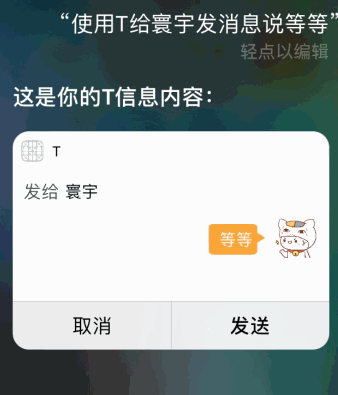 “使用T给寰宇发消息说等等”
轻点以编辑
这是你的T信息内容：
T
发给 寰宇
等等
取消
发送